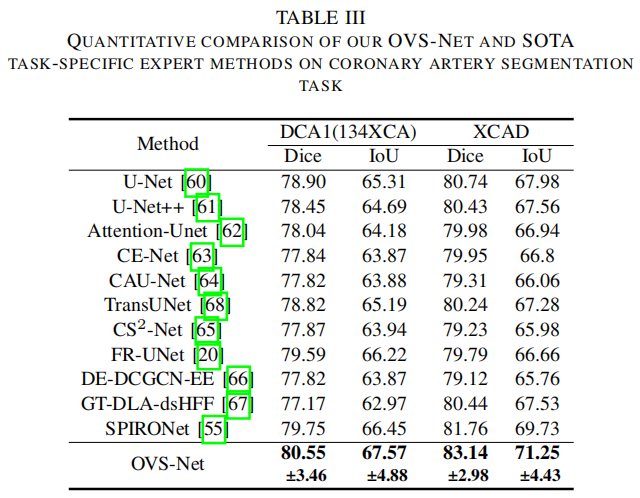 TABLE III
QUANTITATIVE COMPARISON OF OUR OVS-NET AND SOTA
TASK-SPECIFIC EXPERT METHODS ON CORONARY ARTERY SEGMENTATION
TASK
Method DCA1(134XCA) XCAD
Dice IoU Dice IoU
U-Net [60] 78.90 65.31 80.74 67.98
U-Net++ [61] 78.45 64.69 80.43 67.56
Attention-Unet [62] 78.04 64.18 79.98 66.94
CE-Net [63] 77.84 63.87 79.95 66.8
CAU-Net [64] 77.82 63.88 79.31 66.06
TransUNet [68] 78.82 65.19 80.24 67.28
CS²-Net [65] 77.87 63.94 79.23 65.98
FR-UNet [20] 79.59 66.22 79.79 66.66
DE-DCGCN-EE [66] 77.82 63.87 79.12 65.76
GT-DLA-dsHFF [67] 77.17 62.97 80.44 67.53
SPIRONet [55] 79.75 66.45 81.76 69.73
OVS-Net 80.55 67.57 83.14 71.25
±3.46 ±4.88 ±2.98 ±4.43